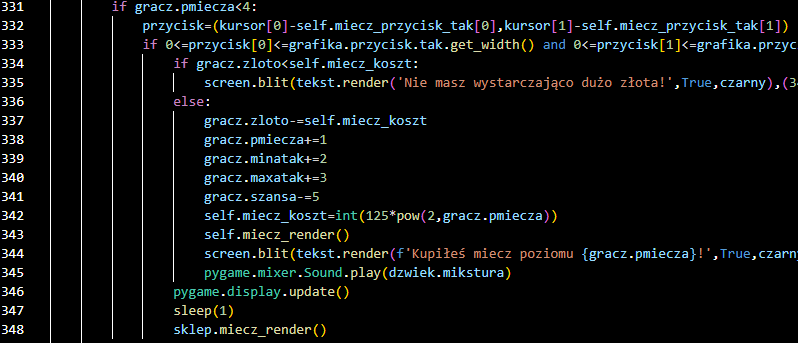 331 if gracz.pmiecza<4:
332 przycisk=(kursor[0]-self.miecz_przycisk_tak[0],kursor[1]-self.miecz_przycisk_tak[1])
333 if 0<=przycisk[0]<=grafika.przycisk.tak.get_width() and 0<=przycisk[1]<=grafika.przyc
334 if gracz.zloto<self.miecz_koszt:
335 screen.blit(tekst.render('Nie masz wystarczająco dużo złota!',True,czarny),(34
336 else:
337 gracz.zloto-=self.miecz_koszt
338 gracz.pmiecza+=1
339 gracz.minatak+=2
340 gracz.maxatak+=3
341 gracz.szansa-=5
342 self.miecz_koszt=int(125*pow(2,gracz.pmiecza))
343 self.miecz_render()
344 screen.blit(tekst.render(f'Kupiłeś miecz poziomu {gracz.pmiecza}!',True,czarny
345 pygame.mixer.Sound.play(dzwiek.mikstura)
346 pygame.display.update()
347 sleep(1)
348 sklep.miecz_render()